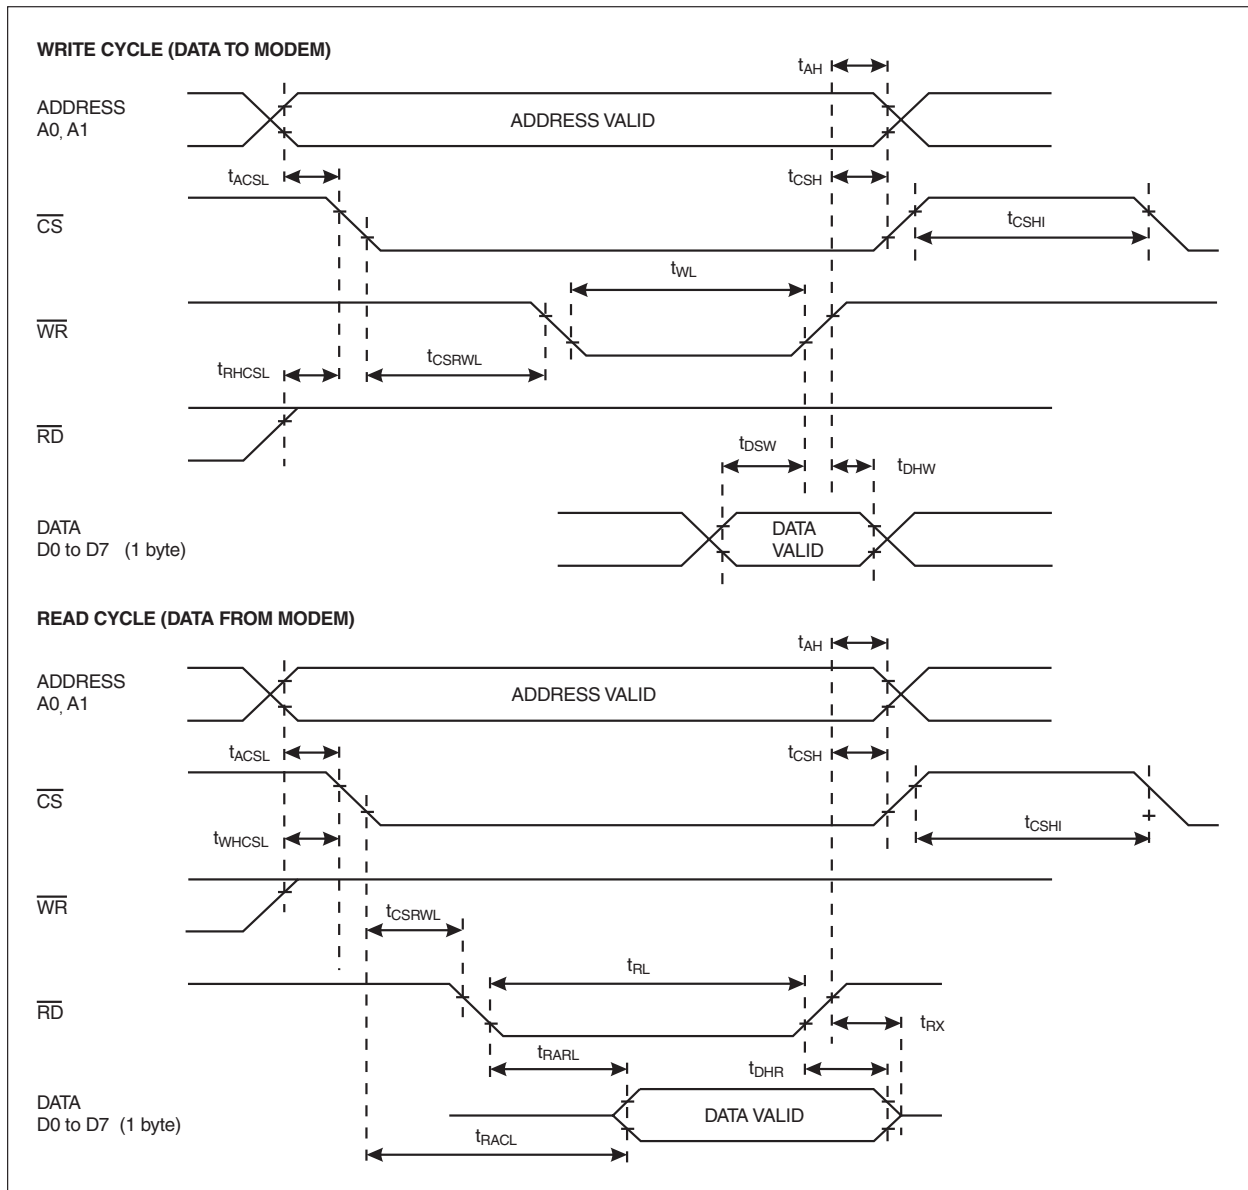 WRITE CYCLE (DATA TO MODEM)
tAH
ADDRESS
A0, A1
ADDRESS VALID
tACSL
tCSH
CS
tCSHI
tWL
WR
tCSRWL
tRHCSL
RD
tDSW
tDHW
DATA
D0 to D7 (1 byte)
DATA
VALID
READ CYCLE (DATA FROM MODEM)
tAH
ADDRESS
A0, A1
ADDRESS VALID
tACSL
tCSH
CS
tCSHI
tWHCSL
WR
tCSRWL
tRL
RD
tRX
tRARL
tDHR
DATA
D0 to D7 (1 byte)
DATA VALID
tRACL